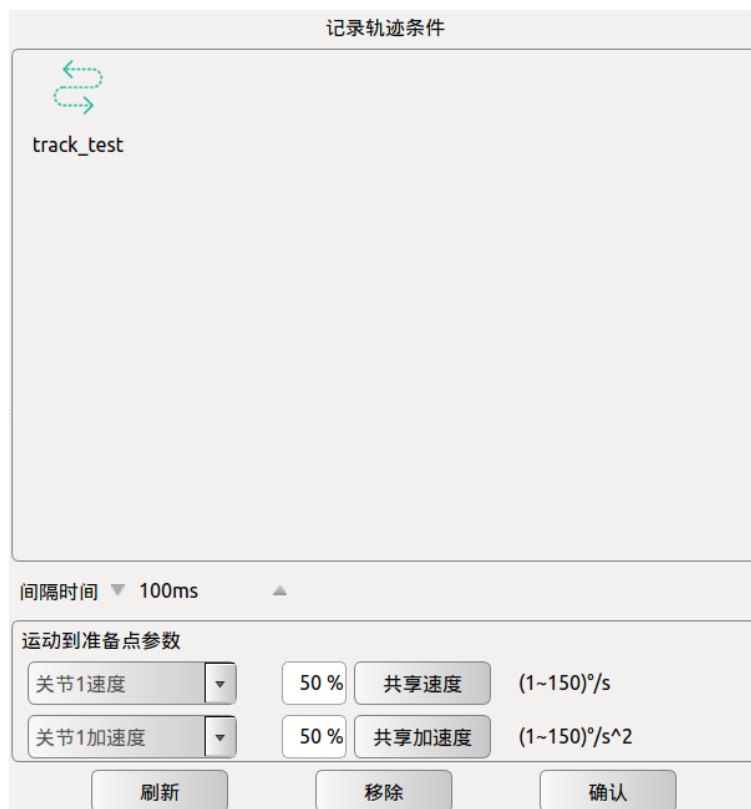 记录轨迹条件
track_test
间隔时间 100ms
运动到准备点参数
关节1速度 50 % 共享速度 (1~150)°/s
关节1加速度 50 % 共享加速度 (1~150)°/s^2
刷新 移除 确认